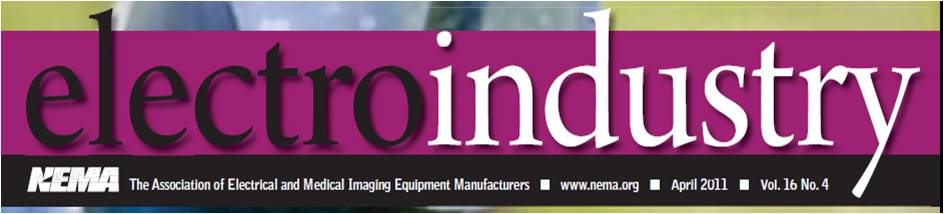 electroindustry
NEMA The Association of Electrical and Medical Imaging Equipment Manufacturers ■ www.nema.org ■ April 2011 ■ Vol. 16 No. 4